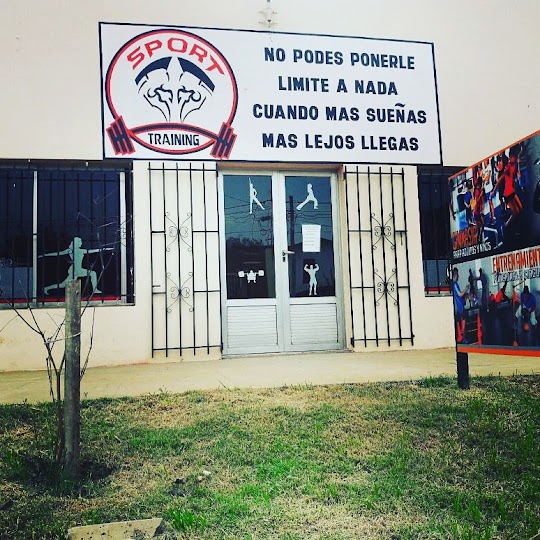 SPORT
TRAINING
NO PODES PONERLE
LIMITE A NADA
CUANDO MAS SUEÑAS
MAS LEJOS LLEGAS